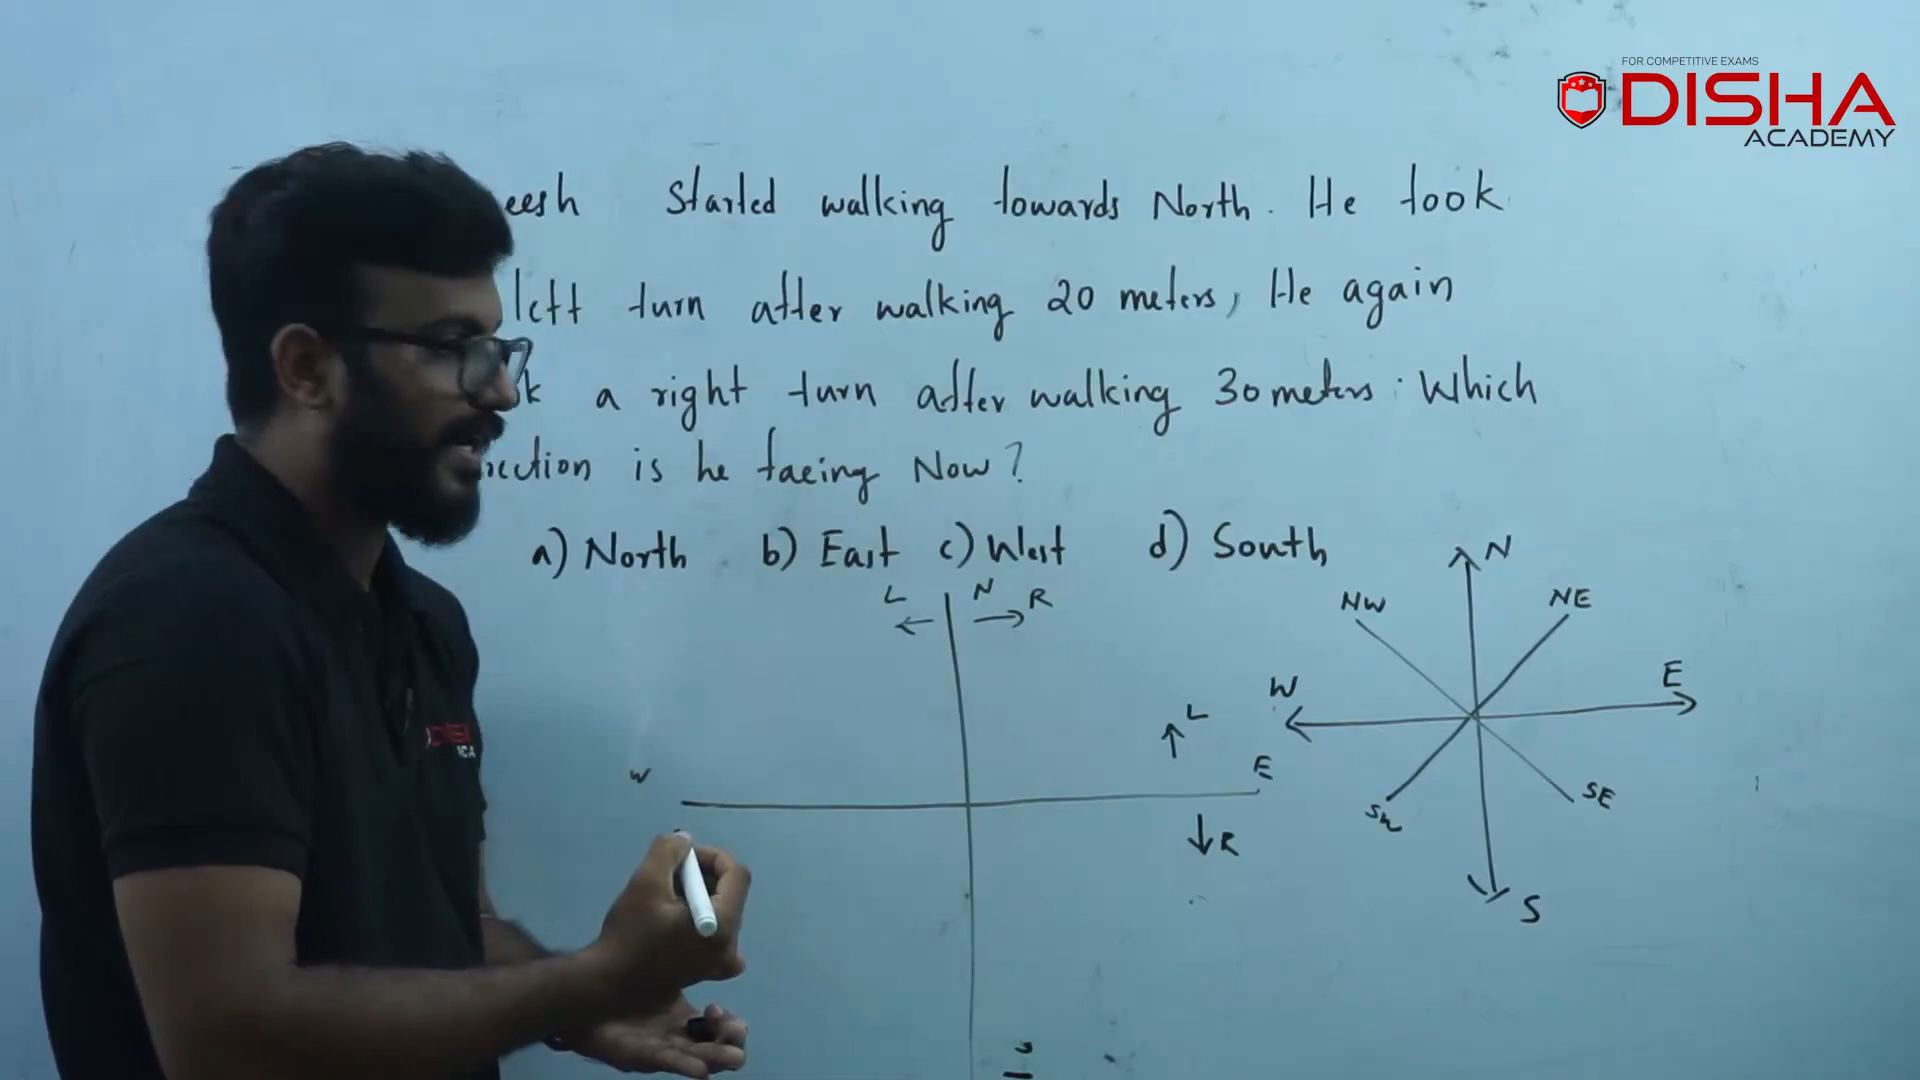 FOR COMPETITIVE EXAMS
DISHA
ACADEMY
eesh Started walking towards North. He took
left turn after walking 20 meters, He again
k a right turn after walking 30 meters. Which
rection is he facing Now?
a) North b) East c) West d) South
L N R
W E
L
R
S
N
NW NE
W E
SW SE
S